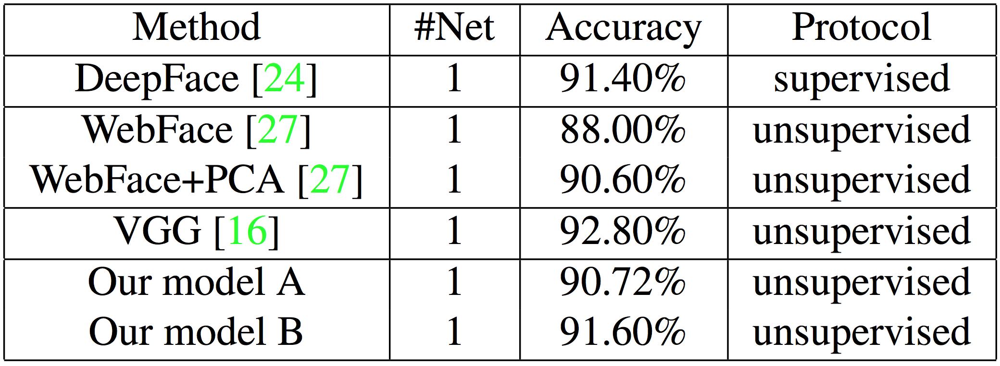 Method #Net Accuracy Protocol
DeepFace [24] 1 91.40% supervised
WebFace [27] 1 88.00% unsupervised
WebFace+PCA [27] 1 90.60% unsupervised
VGG [16] 1 92.80% unsupervised
Our model A 1 90.72% unsupervised
Our model B 1 91.60% unsupervised